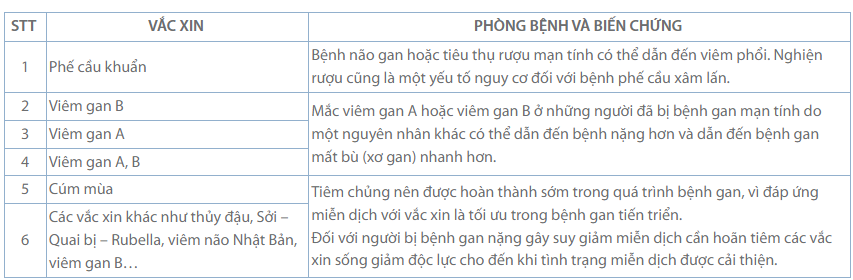 STT VẮC XIN PHÒNG BỆNH VÀ BIẾN CHỨNG
1 Phế cầu khuẩn
Bệnh não gan hoặc tiêu thụ rượu mạn tính có thể dẫn đến viêm phổi. Nghiện
rượu cũng là một yếu tố nguy cơ đối với bệnh phế cầu xâm lấn.
2 Viêm gan B
3 Viêm gan A
4 Viêm gan A, B
Mắc viêm gan A hoặc viêm gan B ở những người đã bị bệnh gan mạn tính do
một nguyên nhân khác có thể dẫn đến bệnh nặng hơn và dẫn đến bệnh gan
mất bù (xơ gan) nhanh hơn.
5 Cúm mùa
6 Các vắc xin khác như thủy đậu, Sởi –
Quai bị – Rubella, viêm não Nhật Bản,
viêm gan B…
Tiêm chủng nên được hoàn thành sớm trong quá trình bệnh gan, vì đáp ứng
miễn dịch với vắc xin là tối ưu trong bệnh gan tiến triển.
Đối với người bị bệnh gan nặng gây suy giảm miễn dịch cần hoãn tiêm các vắc
xin sống giảm độc lực cho đến khi tình trạng miễn dịch được cải thiện.